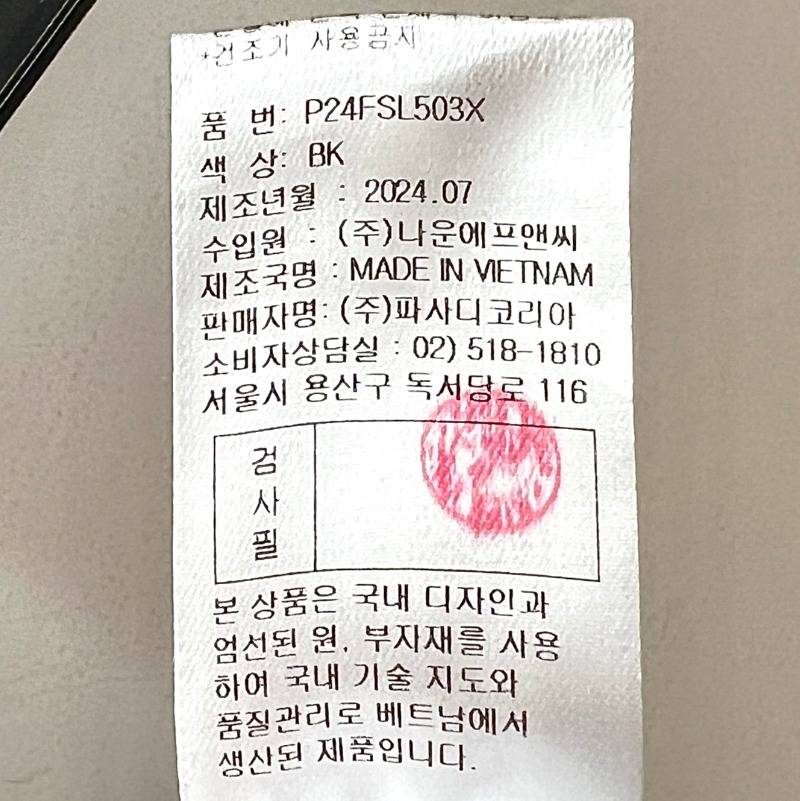 *건조기 사용금지
품 번: P24FSL503X
색 상: BK
제조년월 : 2024.07
수입원 : (주)나운에프앤씨
제조국명 : MADE IN VIETNAM
판매자명: (주)파사디코리아
소비자상담실 : 02) 518-1810
서울시 용산구 독서당로 116
검
사
필
본 상품은 국내 디자인과
엄선된 원, 부자재를 사용
하여 국내 기술 지도와
품질관리로 베트남에서
생산된 제품입니다.